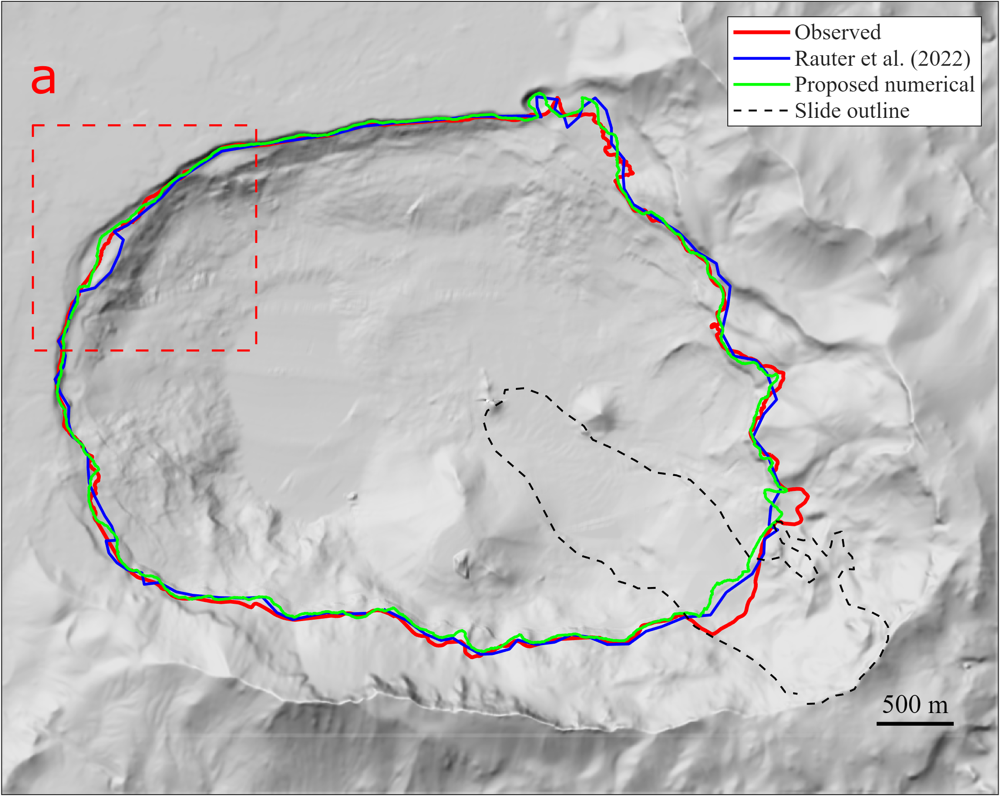 Observed
Rauter et al. (2022)
Proposed numerical
Slide outline
a
500 m